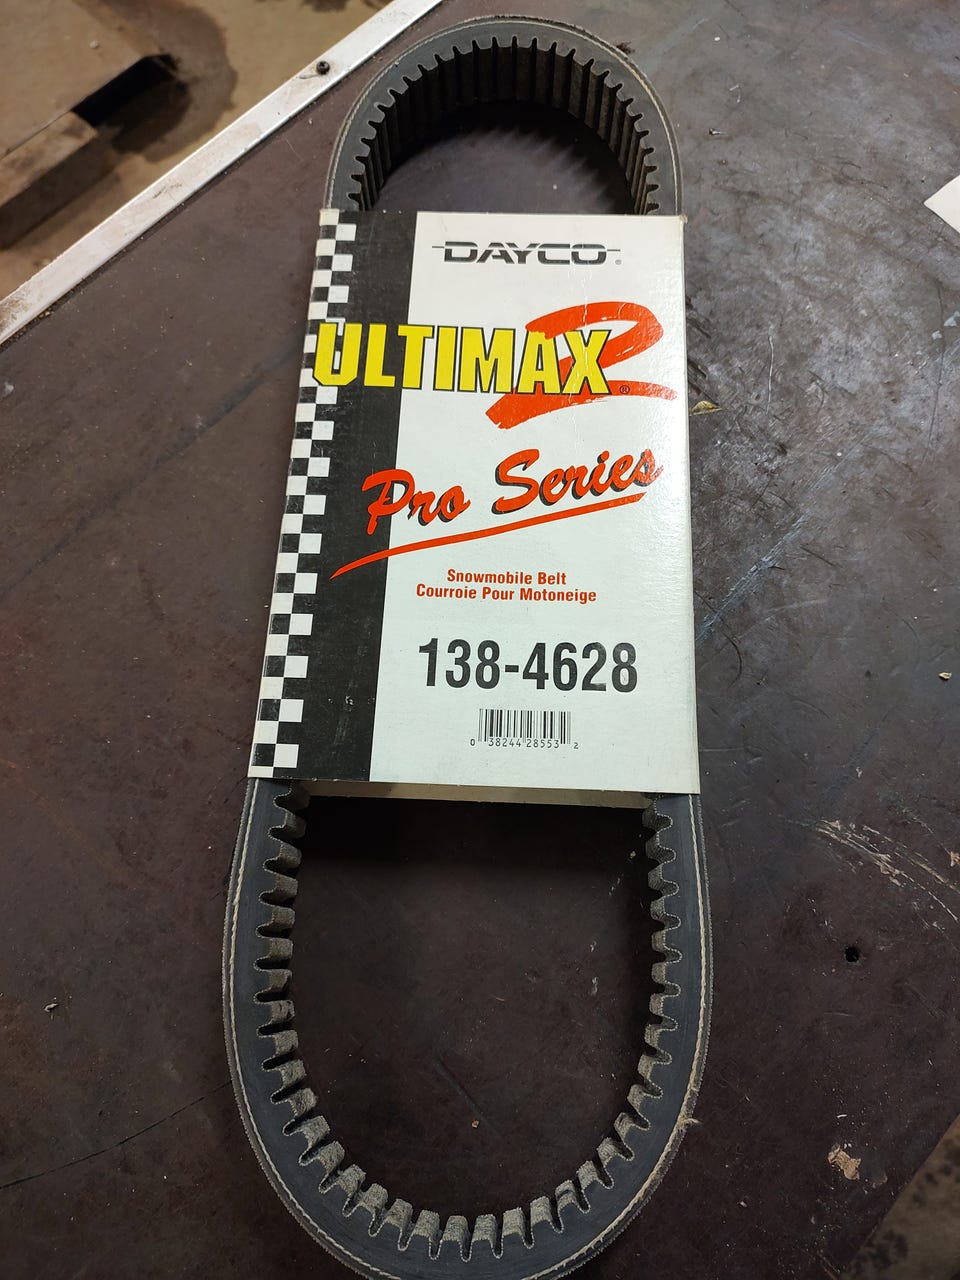 DAYCO®
ULTIMAX® 2
Pro Series
Snowmobile Belt
Courroie Pour Motoneige
138-4628
0 38244 28553 2